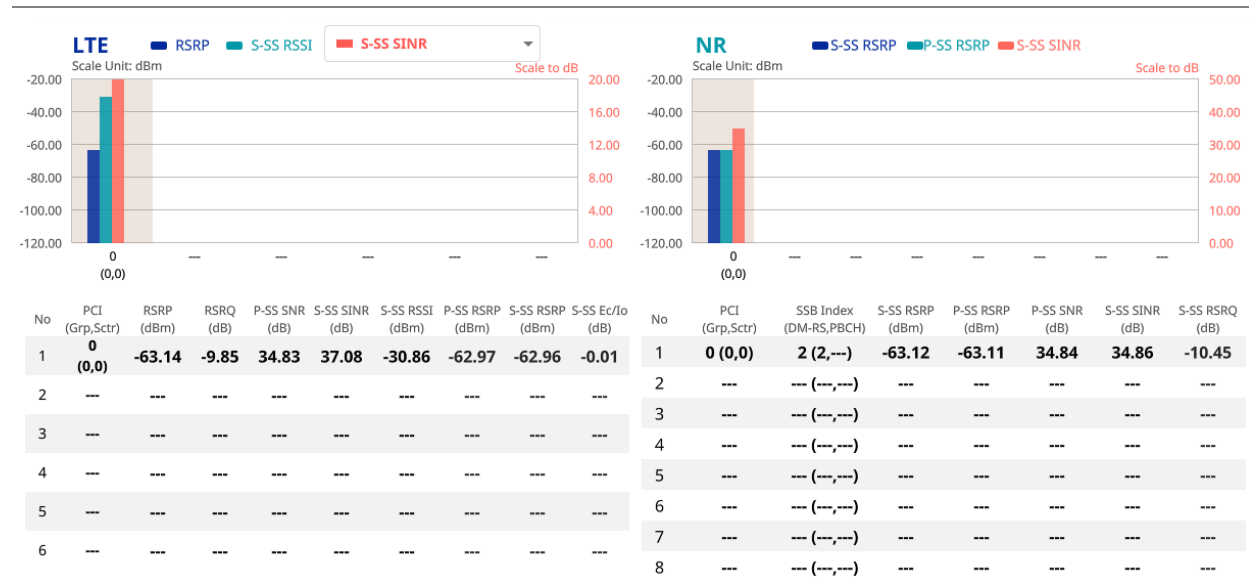 LTE RSRP S-SS RSSI S-SS SINR
Scale Unit: dBm Scale to dB
-20.00 20.00
-40.00 16.00
-60.00 12.00
-80.00 8.00
-100.00 4.00
-120.00 0.00
0 --- --- --- --- ---
(0,0)
No PCI (Grp,Sctr) RSRP (dBm) RSRQ (dB) P-SS SNR (dB) S-SS SINR (dB) S-SS RSSI (dBm) P-SS RSRP (dBm) S-SS RSRP (dBm) S-SS Ec/Io (dB)
1 0 (0,0) -63.14 -9.85 34.83 37.08 -30.86 -62.97 -62.96 -0.01
2 --- --- --- --- --- --- --- --- ---
3 --- --- --- --- --- --- --- --- ---
4 --- --- --- --- --- --- --- --- ---
5 --- --- --- --- --- --- --- --- ---
6 --- --- --- --- --- --- --- --- ---
NR S-SS RSRP P-SS RSRP S-SS SINR
Scale Unit: dBm Scale to dB
-20.00 50.00
-40.00 40.00
-60.00 30.00
-80.00 20.00
-100.00 10.00
-120.00 0.00
0 --- --- --- --- --- --- ---
(0,0)
No PCI (Grp,Sctr) SSB Index (DM-RS,PBCH) S-SS RSRP (dBm) P-SS RSRP (dBm) P-SS SNR (dB) S-SS SINR (dB) S-SS RSRQ (dB)
1 0 (0,0) 2 (2,---) -63.12 -63.11 34.84 34.86 -10.45
2 --- --- (---,---) --- --- --- --- ---
3 --- --- (---,---) --- --- --- --- ---
4 --- --- (---,---) --- --- --- --- ---
5 --- --- (---,---) --- --- --- --- ---
6 --- --- (---,---) --- --- --- --- ---
7 --- --- (---,---) --- --- --- --- ---
8 --- --- (---,---) --- --- --- --- ---